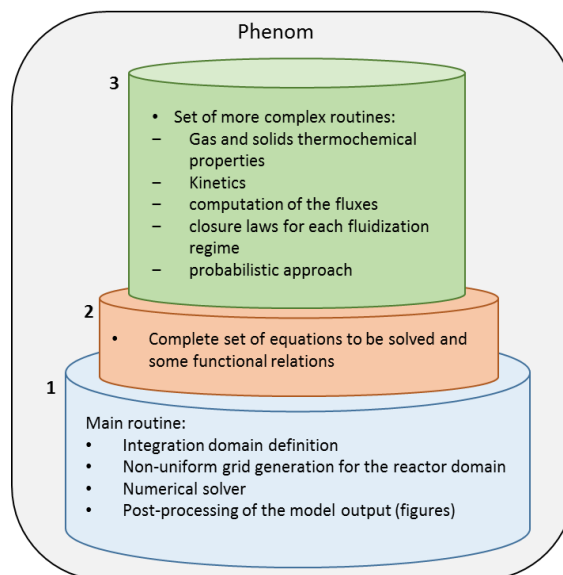 Phenom
3
• Set of more complex routines:
– Gas and solids thermochemical
properties
– Kinetics
– computation of the fluxes
– closure laws for each fluidization
regime
– probabilistic approach
2
• Complete set of equations to be solved and
some functional relations
1
Main routine:
• Integration domain definition
• Non-uniform grid generation for the reactor domain
• Numerical solver
• Post-processing of the model output (figures)